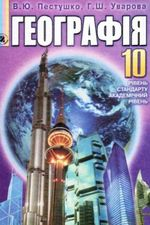 В.Ю. Пестушко, Г.Ш. Уварова
ГЕОГРАФІЯ
10
РІВЕНЬ
СТАНДАРТУ
АКАДЕМІЧНИЙ
РІВЕНЬ